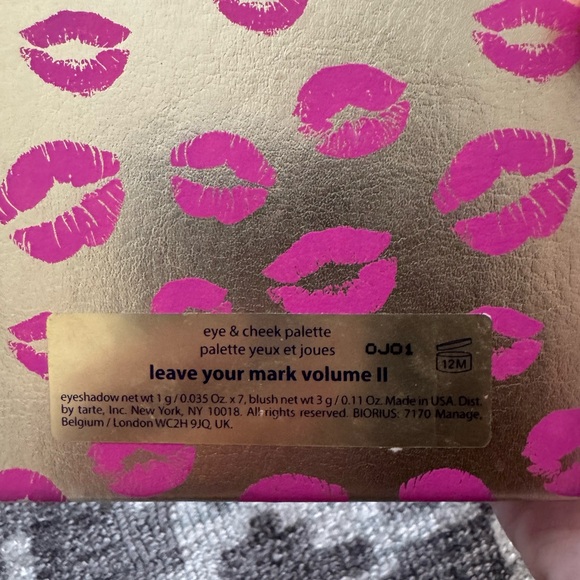 eye & cheek palette
palette yeux et joues 0J01 12M
leave your mark volume II
eyeshadow net wt 1 g / 0.035 Oz. x 7, blush net wt 3 g / 0.11 Oz. Made in USA. Dist.
by tarte, Inc. New York, NY 10018. All rights reserved. BIORIUS: 7170 Manage,
Belgium / London WC2H 9JQ, UK.